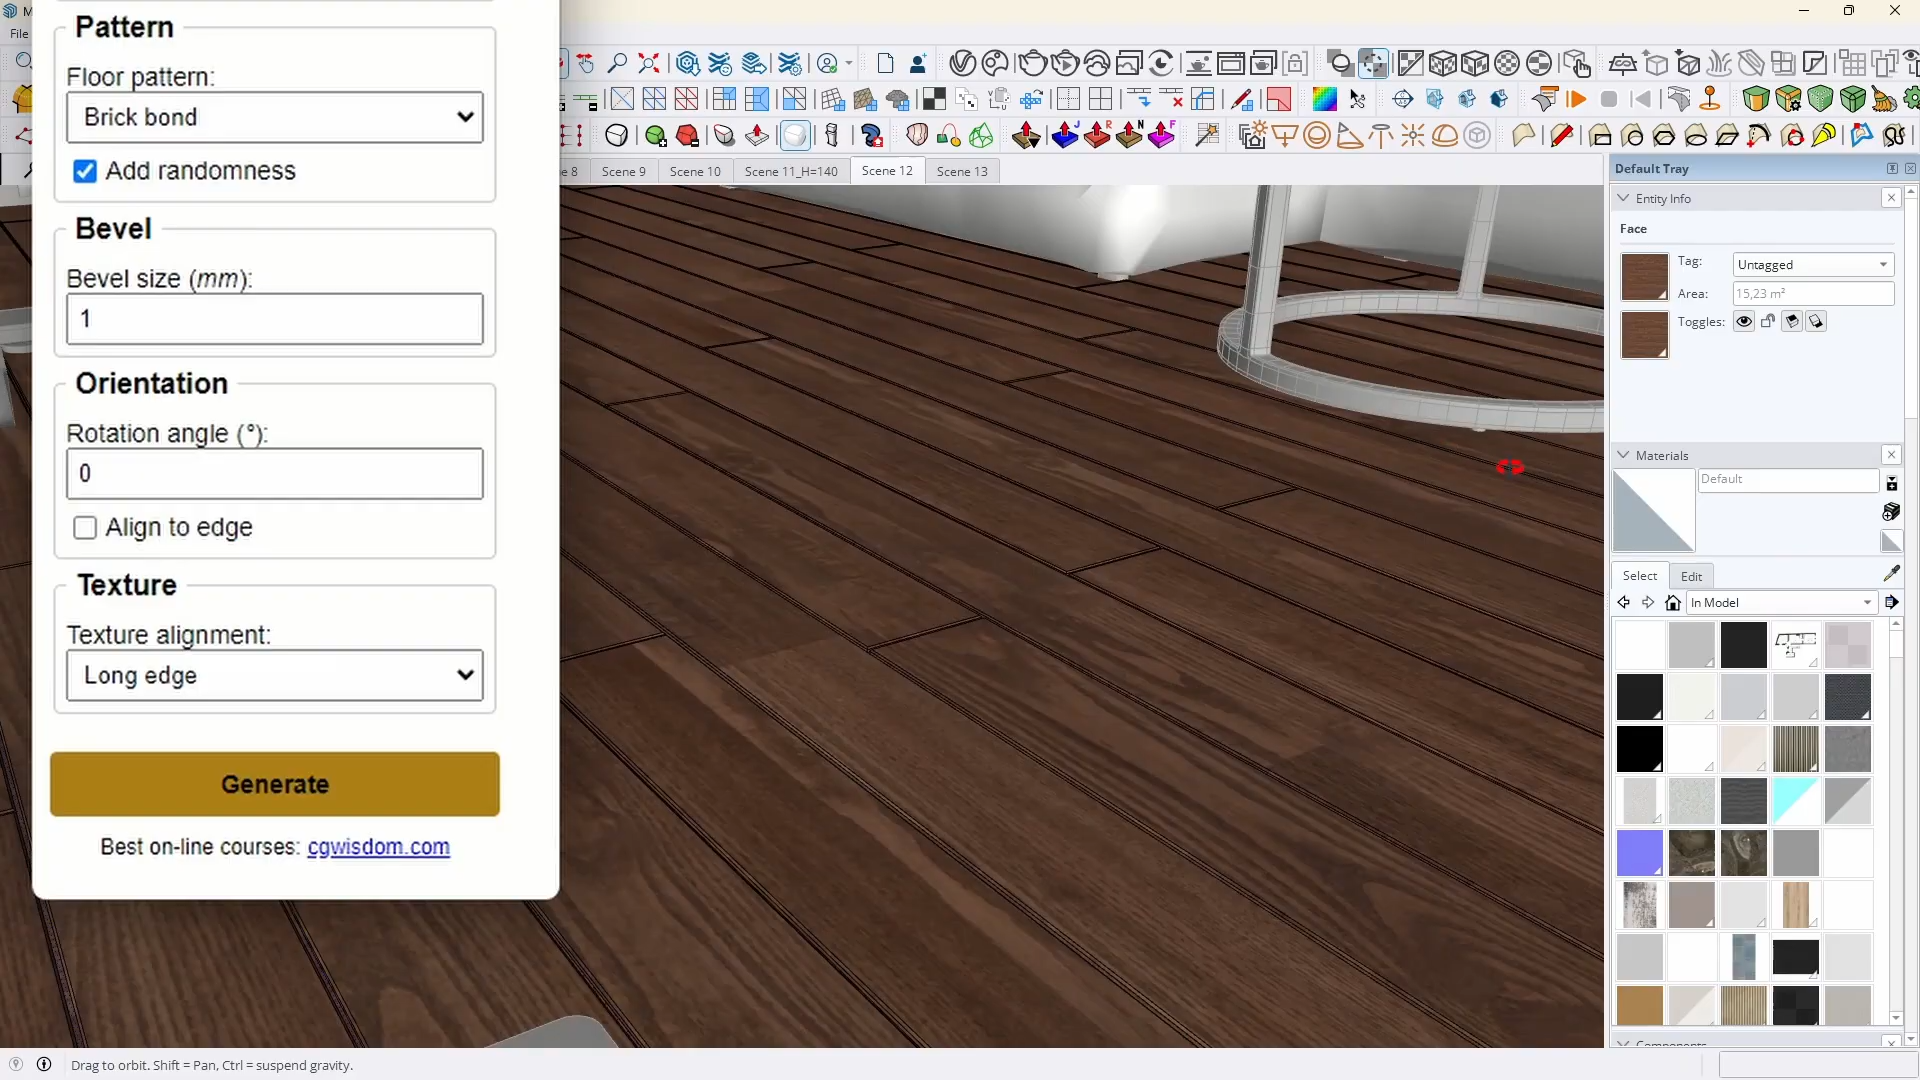 M
File
Pattern
Floor pattern:
Brick bond
Add randomness
Bevel
Bevel size (mm):
1
Orientation
Rotation angle (°):
0
Align to edge
Texture
Texture alignment:
Long edge
Generate
Best on-line courses: cgwisdom.com
e 8
Scene 9
Scene 10
Scene 11_H=140
Scene 12
Scene 13
Default Tray
Entity Info
Face
Tag:
Untagged
Area:
15,23 m²
Toggles:
Materials
Default
Select
Edit
In Model
Components
Drag to orbit. Shift = Pan, Ctrl = suspend gravity.